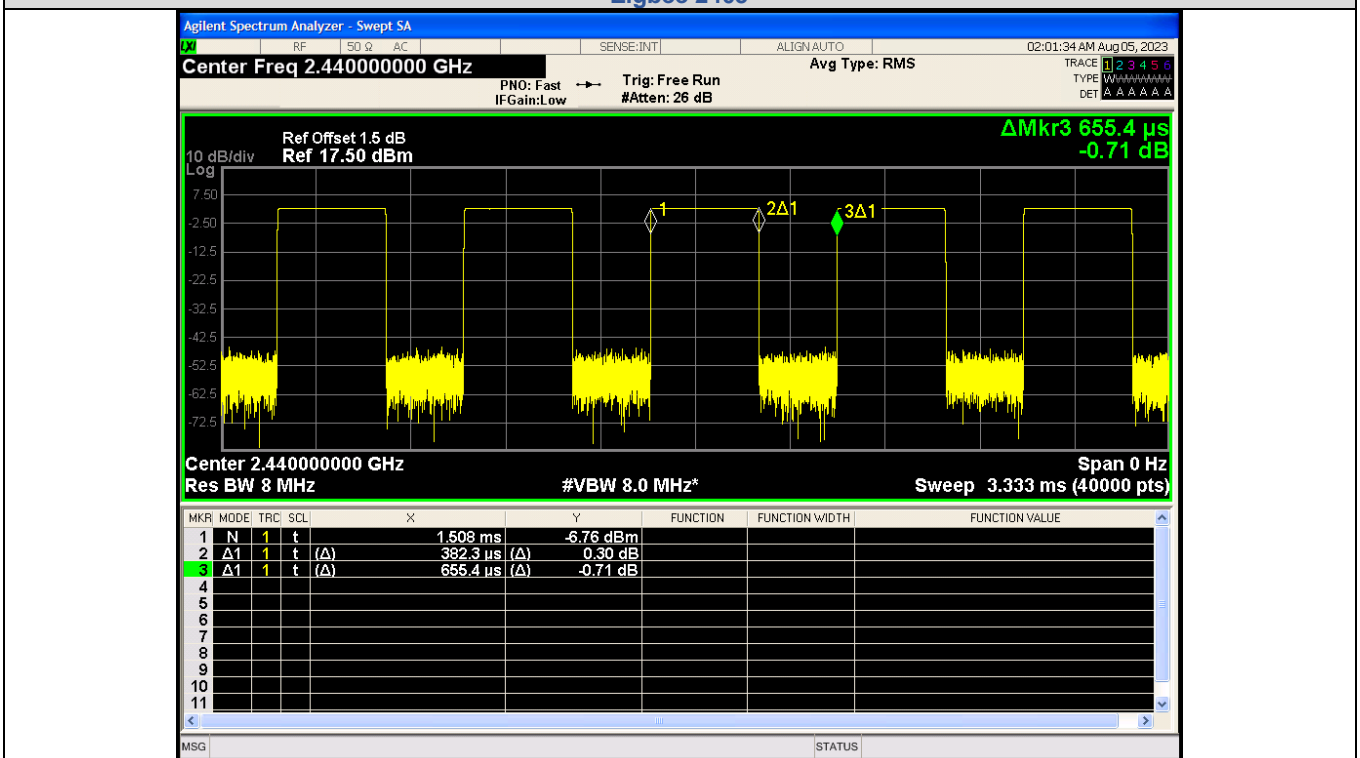 Agilent Spectrum Analyzer - Swept SA
LXI RF 50 Ω AC SENSE:INT ALIGN AUTO 02:01:34 AM Aug 05, 2023
Center Freq 2.440000000 GHz
Avg Type: RMS
TRACE 1 2 3 4 5 6
PNO: Fast
Trig: Free Run
TYPE
IFGain:Low
#Atten: 26 dB
DET A A A A A A
ΔMkr3 655.4 µs
-0.71 dB
Ref Offset 1.5 dB
10 dB/div Ref 17.50 dBm
Log
7.50
-2.50
-12.5
-22.5
-32.5
-42.5
-52.5
-62.5
-72.5
1
2Δ1
3Δ1
Center 2.440000000 GHz Span 0 Hz
Res BW 8 MHz #VBW 8.0 MHz* Sweep 3.333 ms (40000 pts)
MKR MODE TRC SCL X Y FUNCTION FUNCTION WIDTH FUNCTION VALUE
1 N 1 t 1.508 ms -6.76 dBm
2 Δ1 1 t (Δ) 382.3 µs (Δ) 0.30 dB
3 Δ1 1 t (Δ) 655.4 µs (Δ) -0.71 dB
4
5
6
7
8
9
10
11
MSG STATUS